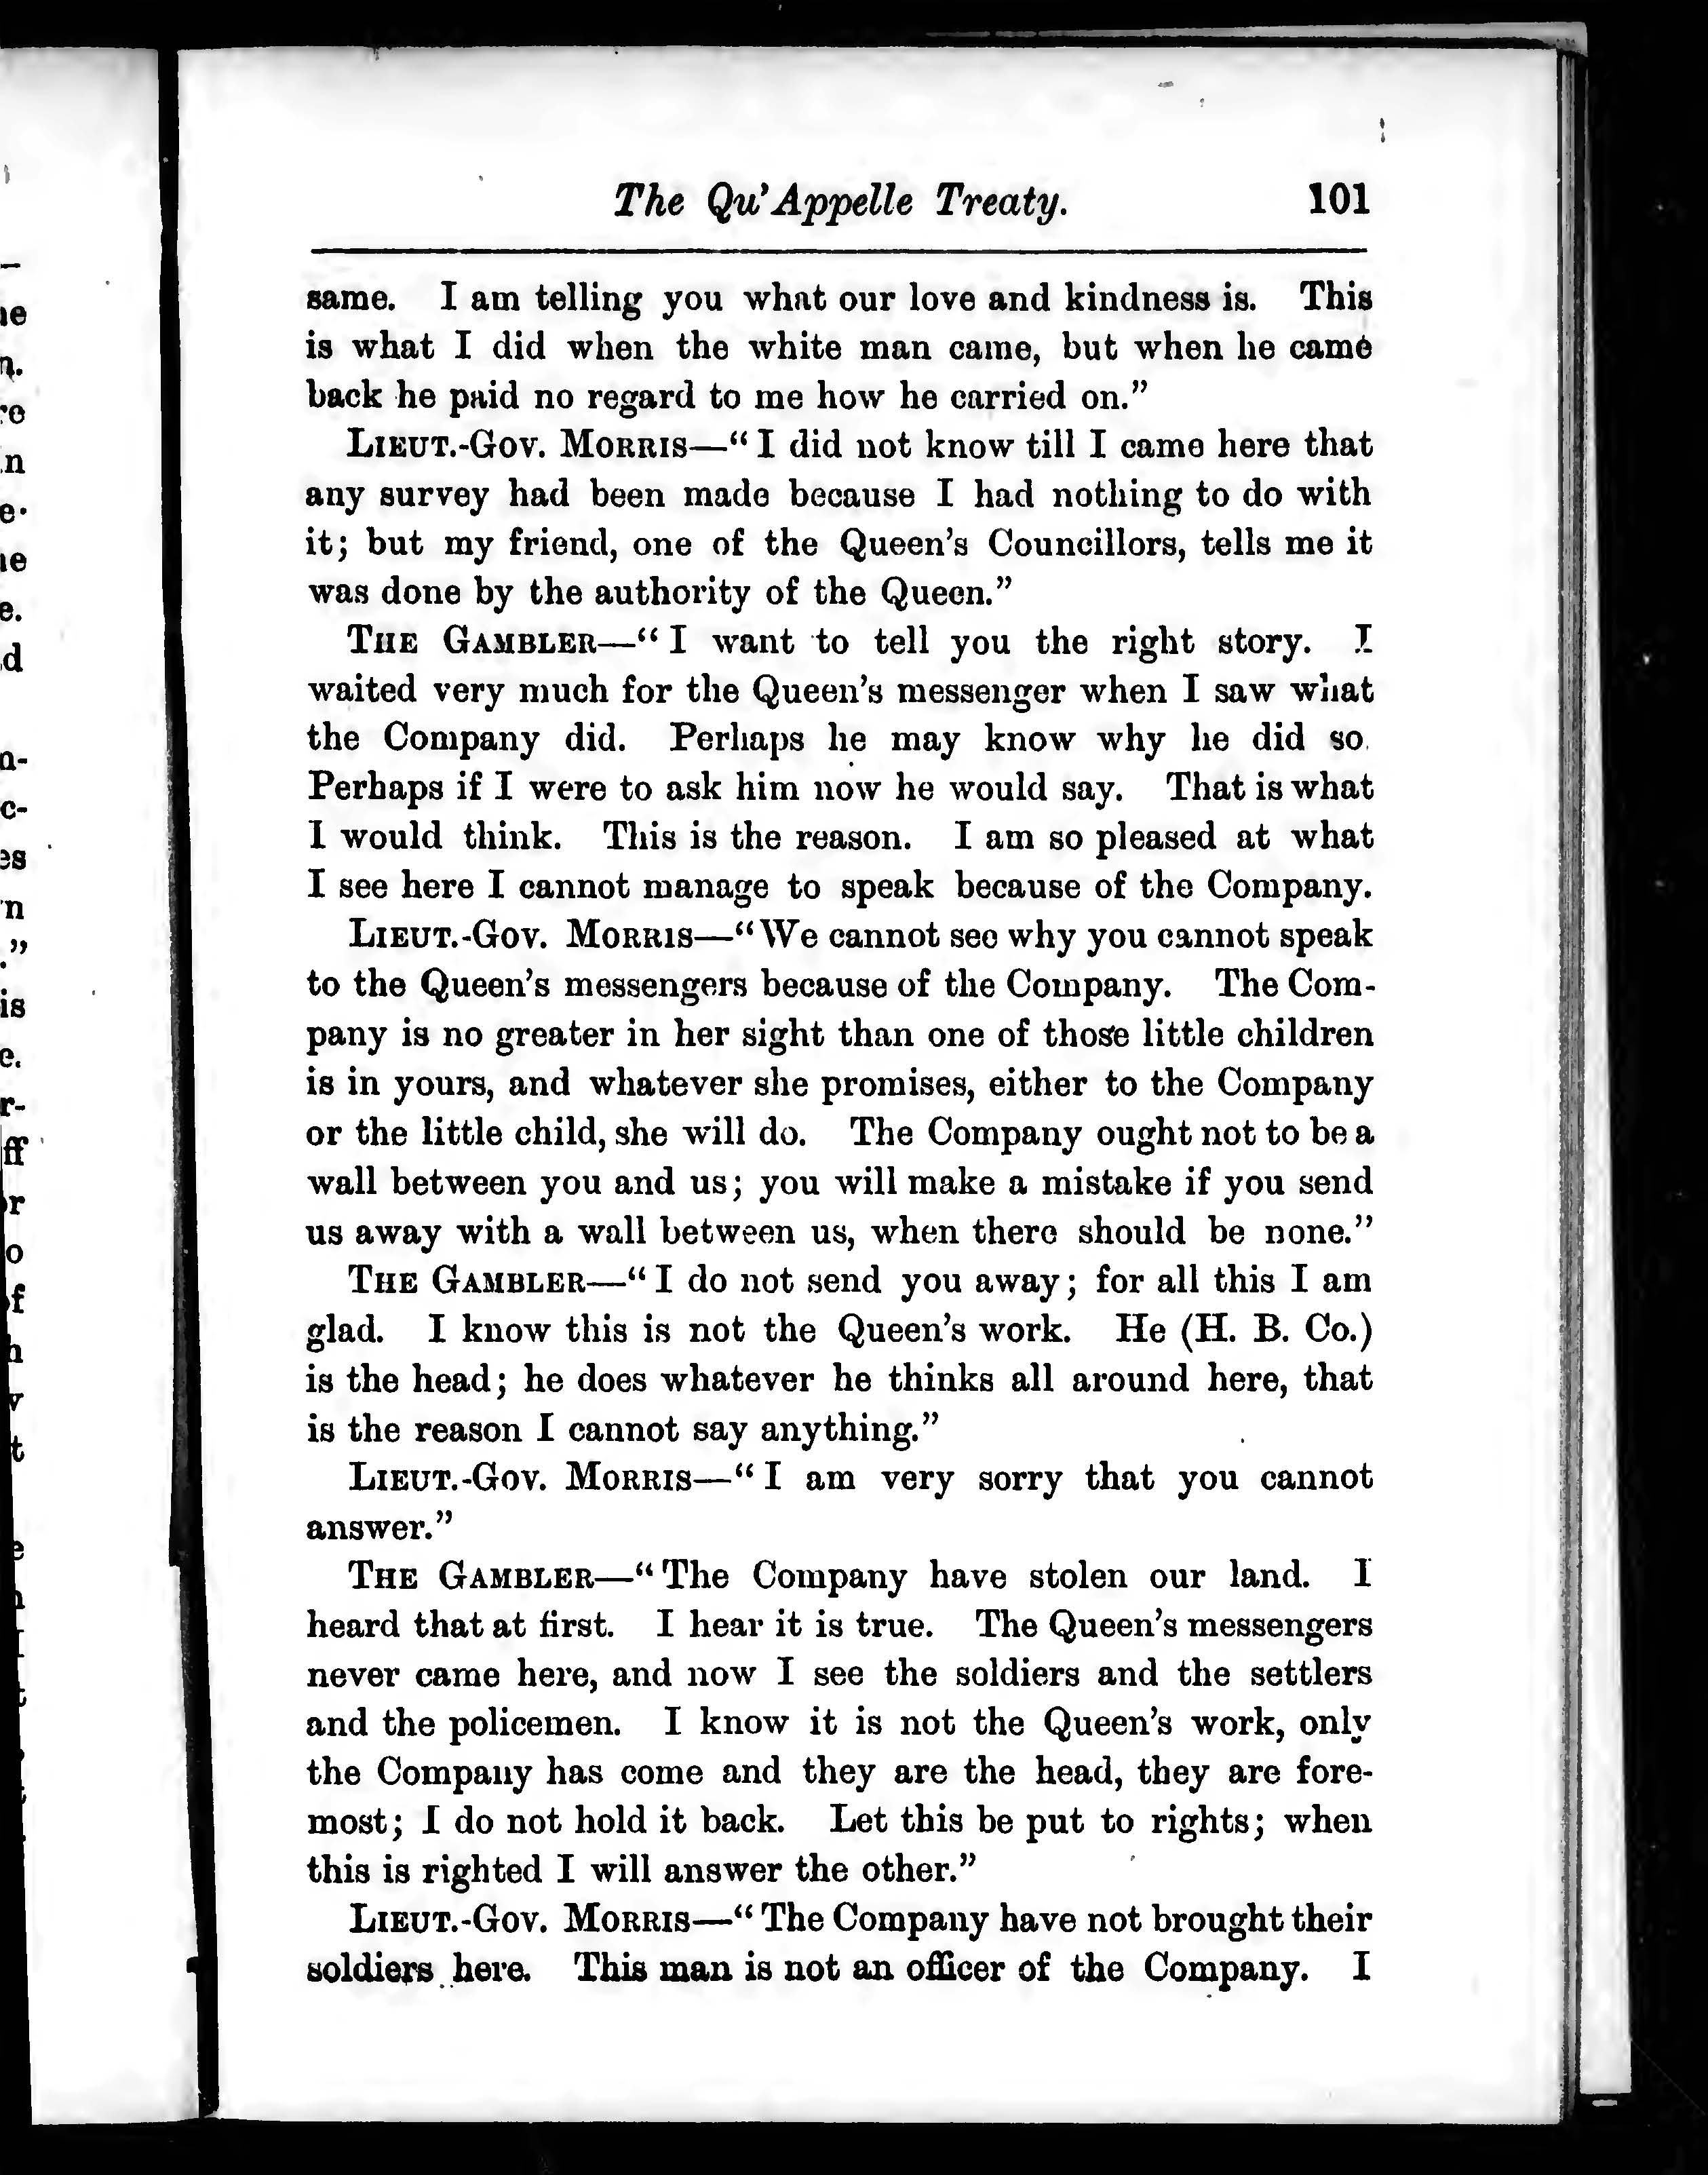 The Qu'Appelle Treaty. 101
same. I am telling you what our love and kindness is. This
is what I did when the white man came, but when he came
back he paid no regard to me how he carried on.”
LIEUT.-GOV. MORRIS—“I did not know till I came here that
any survey had been made because I had nothing to do with
it; but my friend, one of the Queen's Councillors, tells me it
was done by the authority of the Queen.”
THE GAMBLER—“I want to tell you the right story. I
waited very much for the Queen's messenger when I saw what
the Company did. Perhaps he may know why he did so.
Perhaps if I were to ask him now he would say. That is what
I would think. This is the reason. I am so pleased at what
I see here I cannot manage to speak because of the Company.
LIEUT.-GOV. MORRIS—“We cannot see why you cannot speak
to the Queen's messengers because of the Company. The Com-
pany is no greater in her sight than one of those little children
is in yours, and whatever she promises, either to the Company
or the little child, she will do. The Company ought not to be a
wall between you and us; you will make a mistake if you send
us away with a wall between us, when there should be none.”
THE GAMBLER—“I do not send you away; for all this I am
glad. I know this is not the Queen's work. He (H. B. Co.)
is the head; he does whatever he thinks all around here, that
is the reason I cannot say anything.”
LIEUT.-GOV. MORRIS—“I am very sorry that you cannot
answer.”
THE GAMBLER—“The Company have stolen our land. I
heard that at first. I hear it is true. The Queen's messengers
never came here, and now I see the soldiers and the settlers
and the policemen. I know it is not the Queen's work, only
the Company has come and they are the head, they are fore-
most; I do not hold it back. Let this be put to rights; when
this is righted I will answer the other.”
LIEUT.-GOV. MORRIS—“The Company have not brought their
soldiers here. This man is not an officer of the Company. I